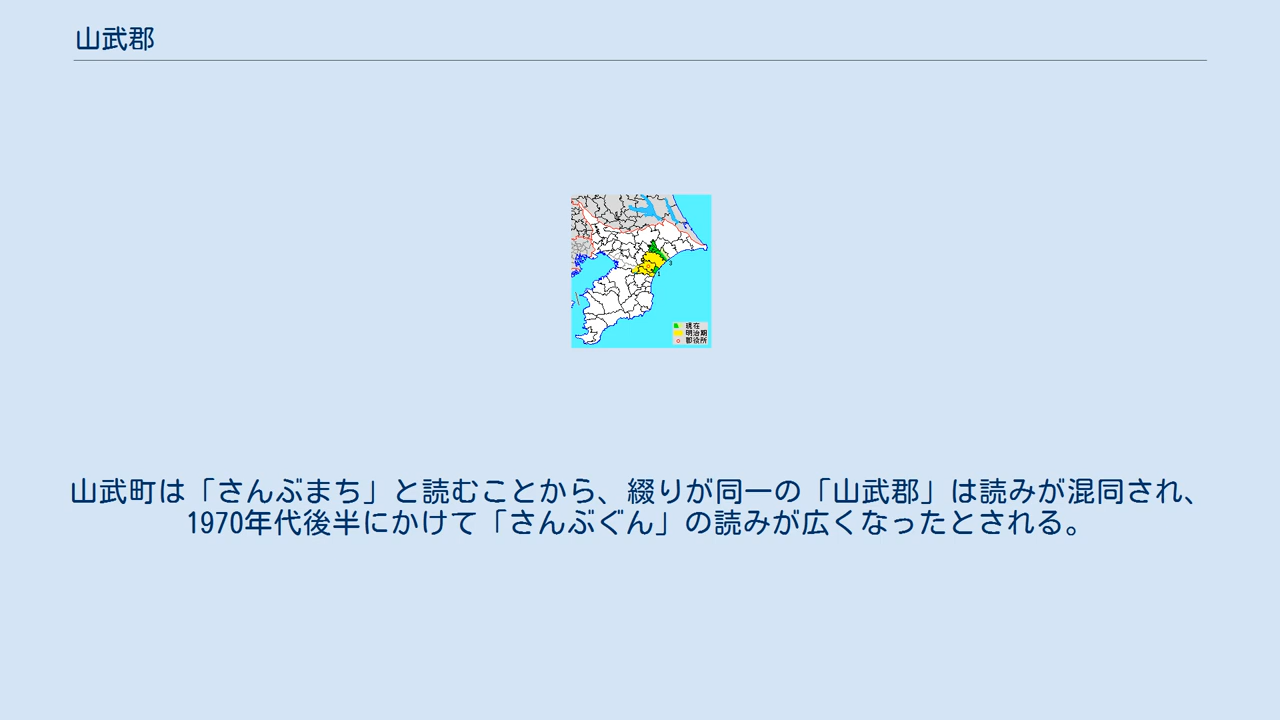 山武郡
現在
明治期
郡役所
山武町は「さんぶまち」と読むことから、綴りが同一の「山武郡」は読みが混同され、
1970年代後半にかけて「さんぶぐん」の読みが広くなったとされる。